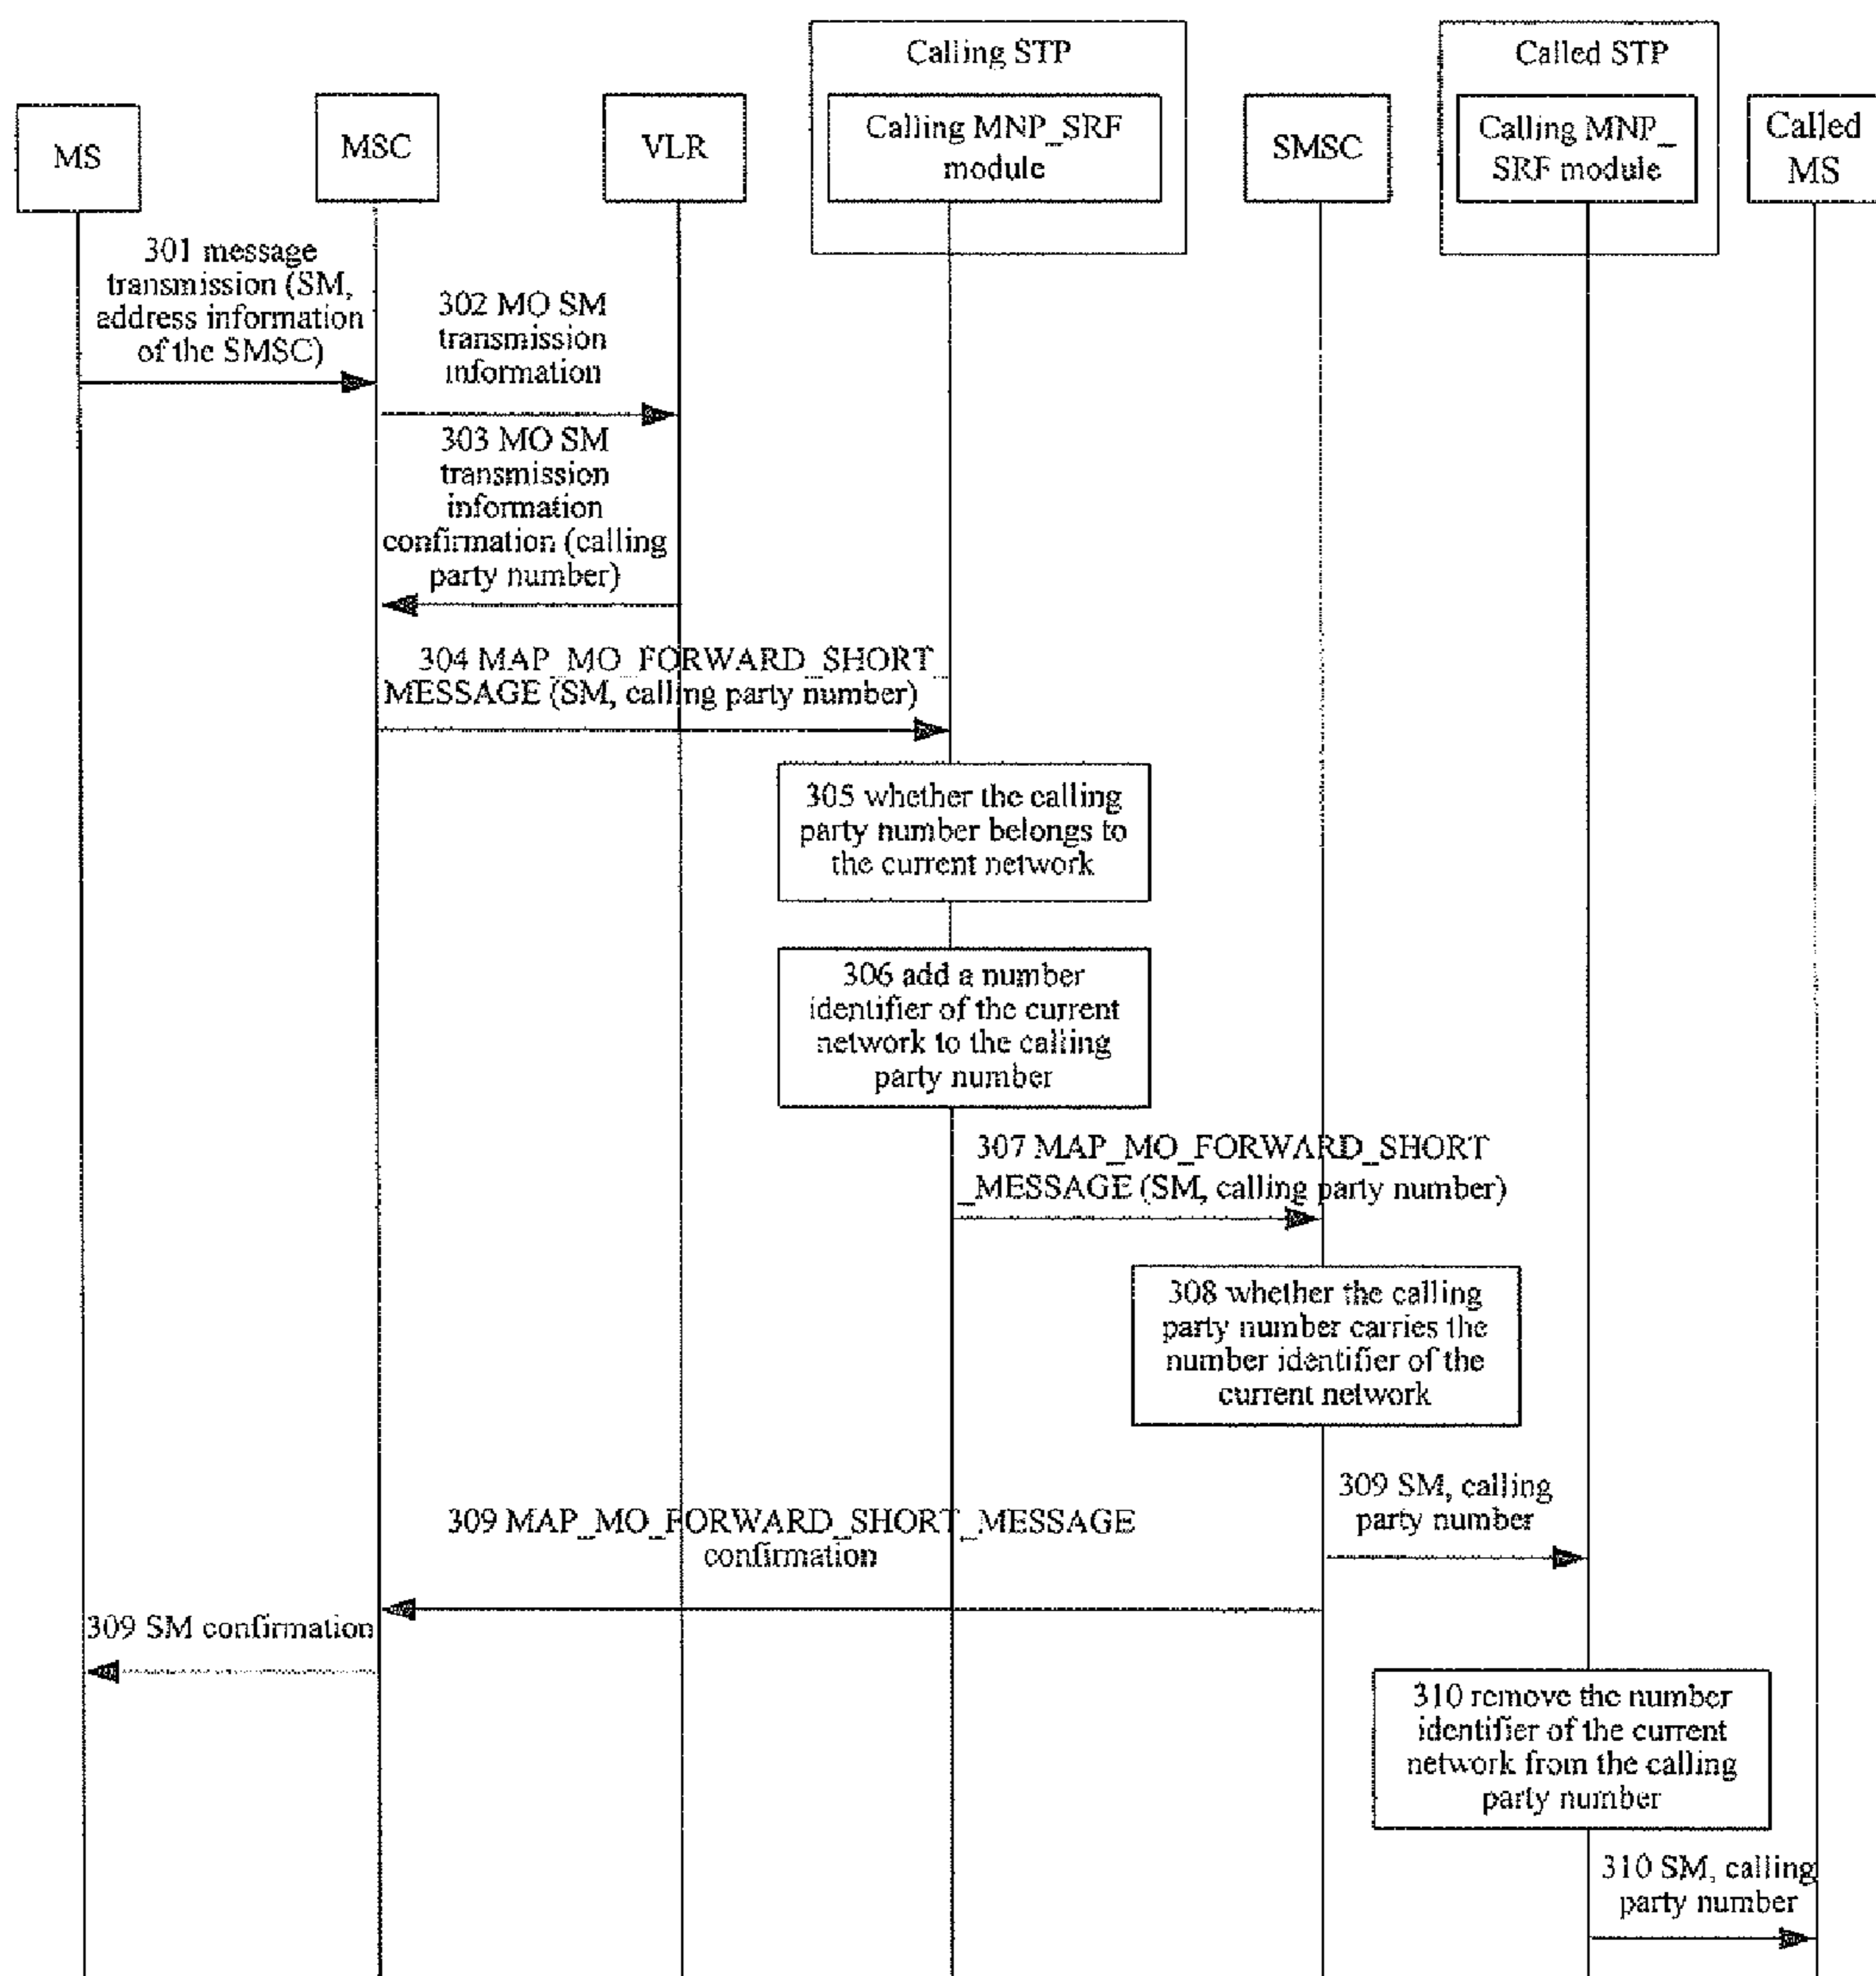 Calling STP
Called STP
MS
MSC
VLR
Calling MNP_SRF
module
SMSC
Calling MNP_
SRF module
Called
MS
301 message
transmission (SM,
address information
of the SMSC)
302 MO SM
transmission
information
303 MO SM
transmission
information
confirmation (calling
party number)
304 MAP_MO_FORWARD_SHORT_
MESSAGE (SM, calling party number)
305 whether the calling
party number belongs to
the current network
306 add a number
identifier of the current
network to the calling
party number
307 MAP_MO_FORWARD_SHORT
_MESSAGE (SM, calling party number)
308 whether the calling
party number carries the
number identifier of the
current network
309 SM, calling
party number
309 MAP_MO_FORWARD_SHORT_MESSAGE
confirmation
309 SM confirmation
310 remove the number
identifier of the current
network from the calling
party number
310 SM, calling
party number